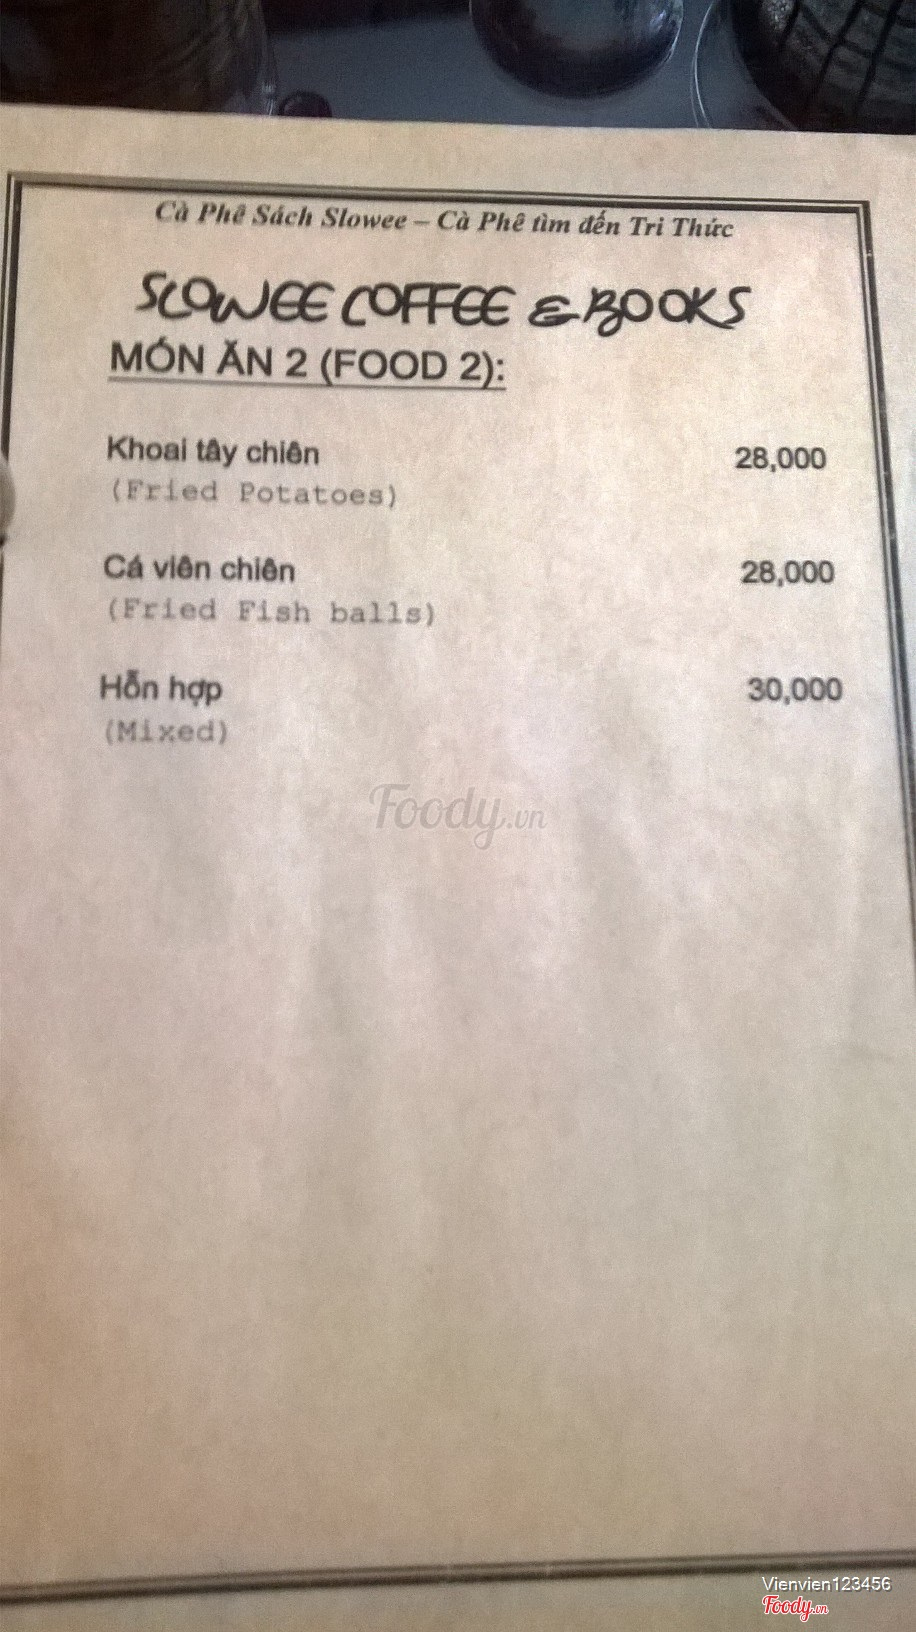 Cà Phê Sách Slowee – Cà Phê tìm đến Tri Thức
SLOWEE COFFEE & BOOKS
MÓN ĂN 2 (FOOD 2):
Khoai tây chiên 28,000
(Fried Potatoes)
Cá viên chiên 28,000
(Fried Fish balls)
Hỗn hợp 30,000
(Mixed)
Foody.vn
Vienvien123456
Foody.vn